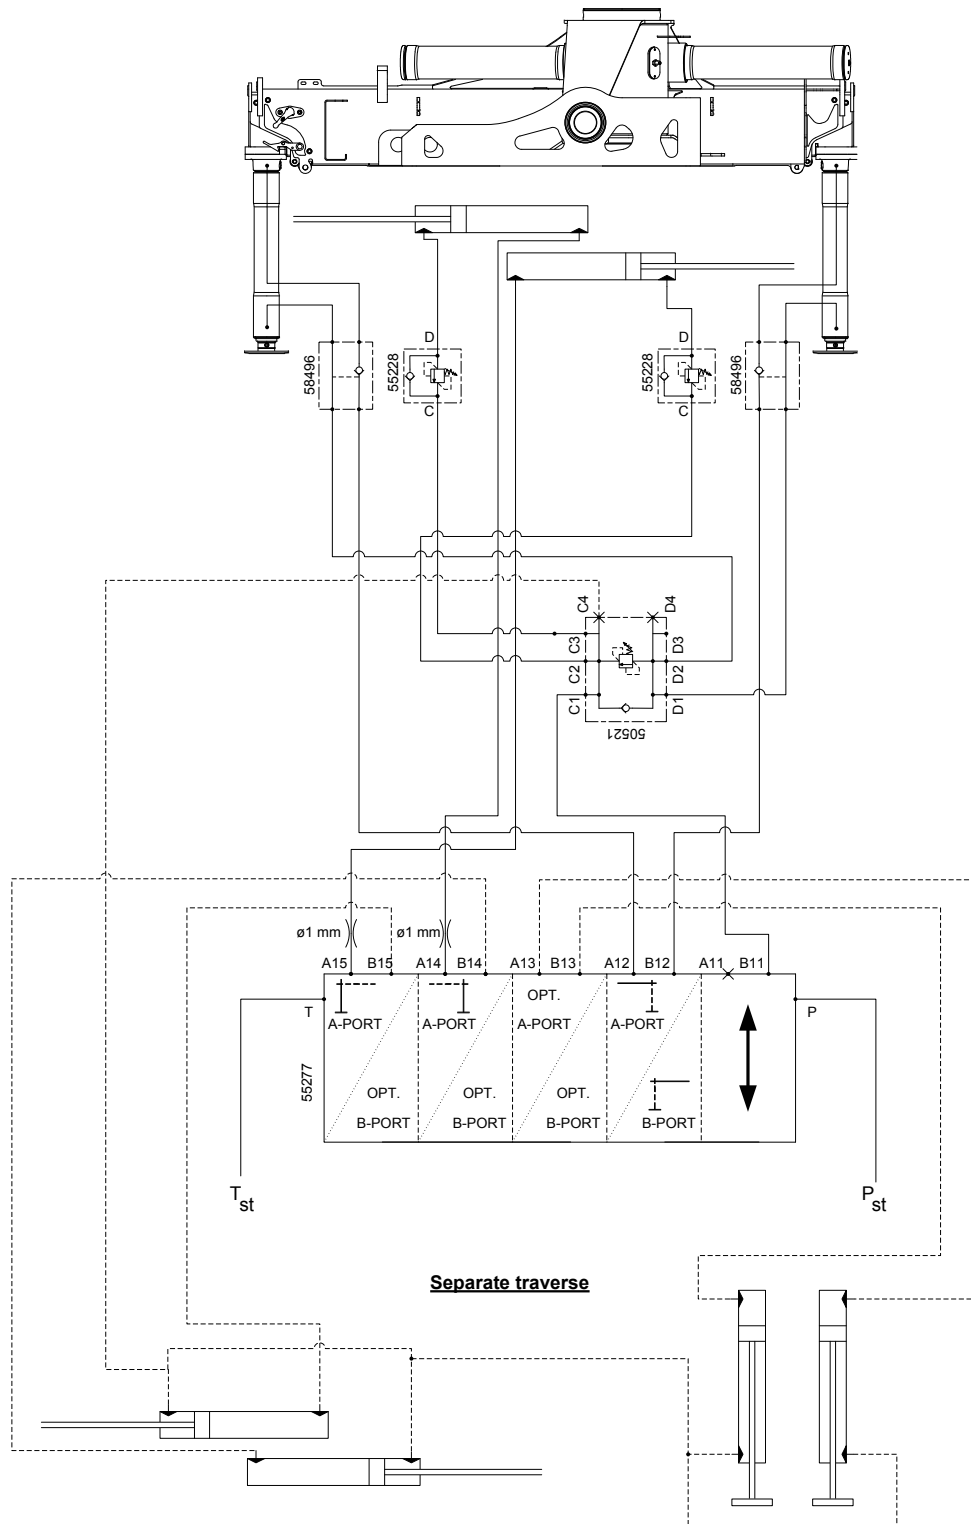 D
D
58496
55228
55228
58496
C
C
C4
D4
C3
D3
C2
D2
C1
D1
50521
ø1 mm
ø1 mm
A15
B15
A14
B14
A13
B13
A12
B12
A11
B11
T
OPT.
P
A-PORT
A-PORT
A-PORT
A-PORT
55277
OPT.
OPT.
OPT.
B-PORT
B-PORT
B-PORT
B-PORT
Tst
Pst
Separate traverse